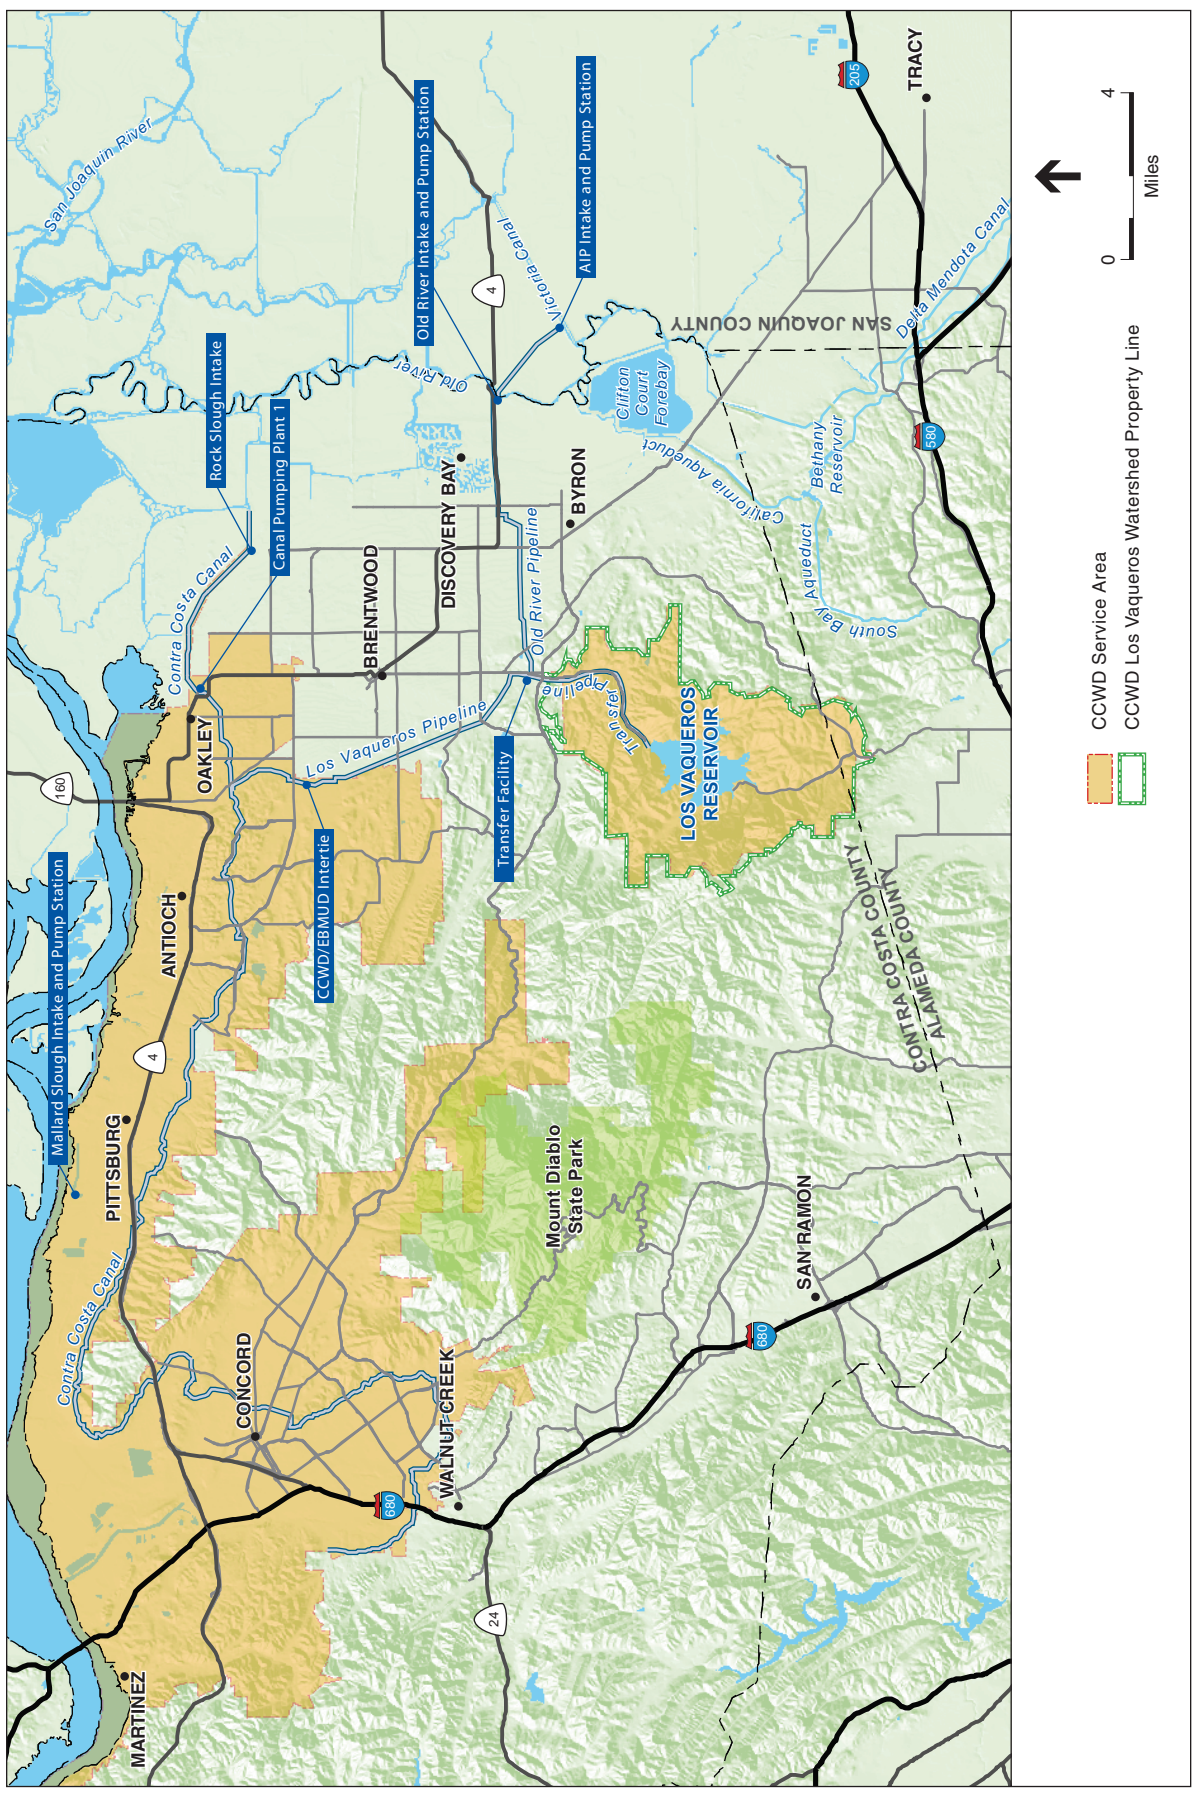 Mallard Slough Intake and Pump Station
160
San Joaquin River
Rock Slough Intake
Canal Pumping Plant 1
Contra Costa Canal
Contra Costa Canal
MARTINEZ
PITTSBURG
4
ANTIOCH
OAKLEY
CONCORD
CCWD/EBMUD Intertie
Los Vaqueros Pipeline
BRENTWOOD
DISCOVERY BAY
Old River
Old River Intake and Pump Station
4
680
WALNUT CREEK
24
Transfer Facility
Old River Pipeline
Victoria Canal
AIP Intake and Pump Station
BYRON
Mount Diablo
State Park
Transfer
Pipeline
Clifton
Court
Forebay
SAN JOAQUIN COUNTY
California Aqueduct
LOS VAQUEROS
RESERVOIR
680
SAN RAMON
South Bay Aqueduct
Bethany
Reservoir
205
TRACY
580
Delta Mendota Canal
CONTRA COSTA COUNTY
ALAMEDA COUNTY
CCWD Service Area
CCWD Los Vaqueros Watershed Property Line
0
4
Miles